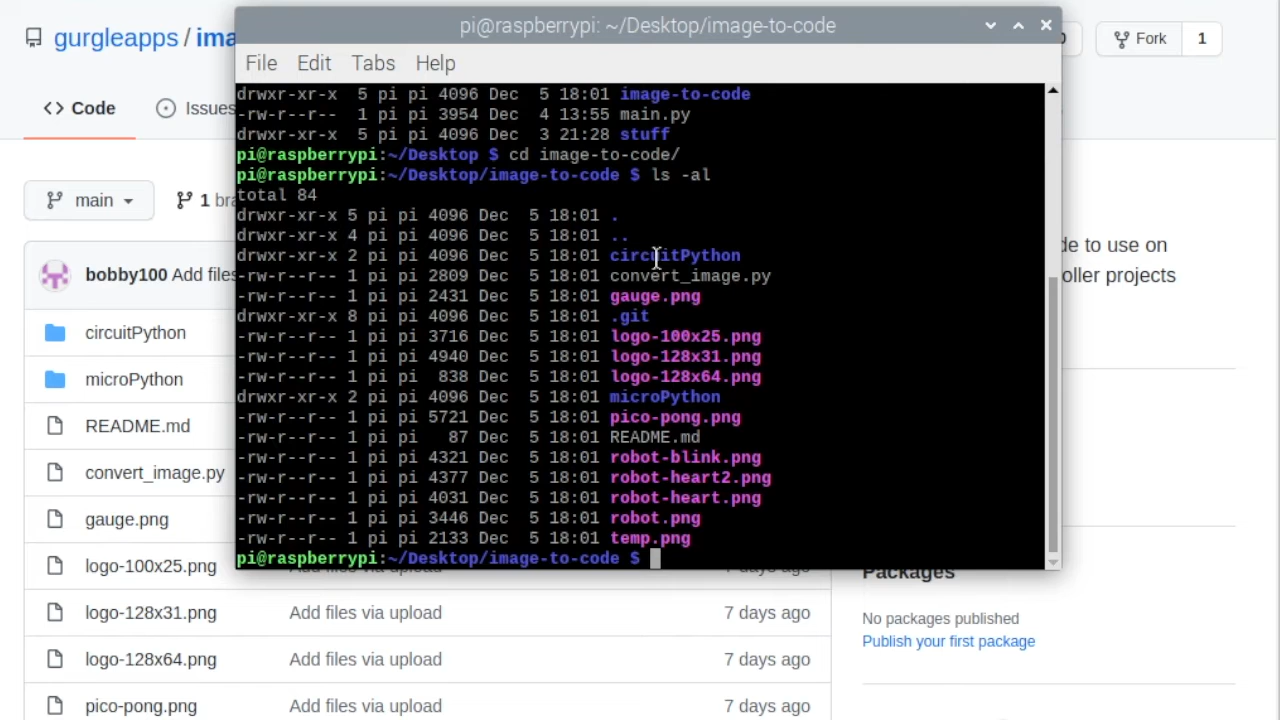 pi@raspberrypi: ~/Desktop/image-to-code
gurgleapps / ima
Fork 1
File Edit Tabs Help
Code
Issues
main
1 bra
bobby100 Add files
circuitPython
microPython
README.md
convert_image.py
gauge.png
logo-100x25.png
logo-128x31.png Add files via upload 7 days ago
logo-128x64.png Add files via upload 7 days ago
pico-pong.png Add files via upload 7 days ago
drwxr-xr-x 5 pi pi 4096 Dec 5 18:01 image-to-code
-rw-r--r-- 1 pi pi 3954 Dec 4 13:55 main.py
drwxr-xr-x 5 pi pi 4096 Dec 3 21:28 stuff
pi@raspberrypi:~/Desktop $ cd image-to-code/
pi@raspberrypi:~/Desktop/image-to-code $ ls -al
total 84
drwxr-xr-x 5 pi pi 4096 Dec 5 18:01 .
drwxr-xr-x 4 pi pi 4096 Dec 5 18:01 ..
drwxr-xr-x 2 pi pi 4096 Dec 5 18:01 circuitPython
-rw-r--r-- 1 pi pi 2809 Dec 5 18:01 convert_image.py
-rw-r--r-- 1 pi pi 2431 Dec 5 18:01 gauge.png
drwxr-xr-x 8 pi pi 4096 Dec 5 18:01 .git
-rw-r--r-- 1 pi pi 3716 Dec 5 18:01 logo-100x25.png
-rw-r--r-- 1 pi pi 4940 Dec 5 18:01 logo-128x31.png
-rw-r--r-- 1 pi pi 838 Dec 5 18:01 logo-128x64.png
drwxr-xr-x 2 pi pi 4096 Dec 5 18:01 microPython
-rw-r--r-- 1 pi pi 5721 Dec 5 18:01 pico-pong.png
-rw-r--r-- 1 pi pi 87 Dec 5 18:01 README.md
-rw-r--r-- 1 pi pi 4321 Dec 5 18:01 robot-blink.png
-rw-r--r-- 1 pi pi 4377 Dec 5 18:01 robot-heart2.png
-rw-r--r-- 1 pi pi 4031 Dec 5 18:01 robot-heart.png
-rw-r--r-- 1 pi pi 3446 Dec 5 18:01 robot.png
-rw-r--r-- 1 pi pi 2133 Dec 5 18:01 temp.png
pi@raspberrypi:~/Desktop/image-to-code $
de to use on
oller projects
Packages
No packages published
Publish your first package